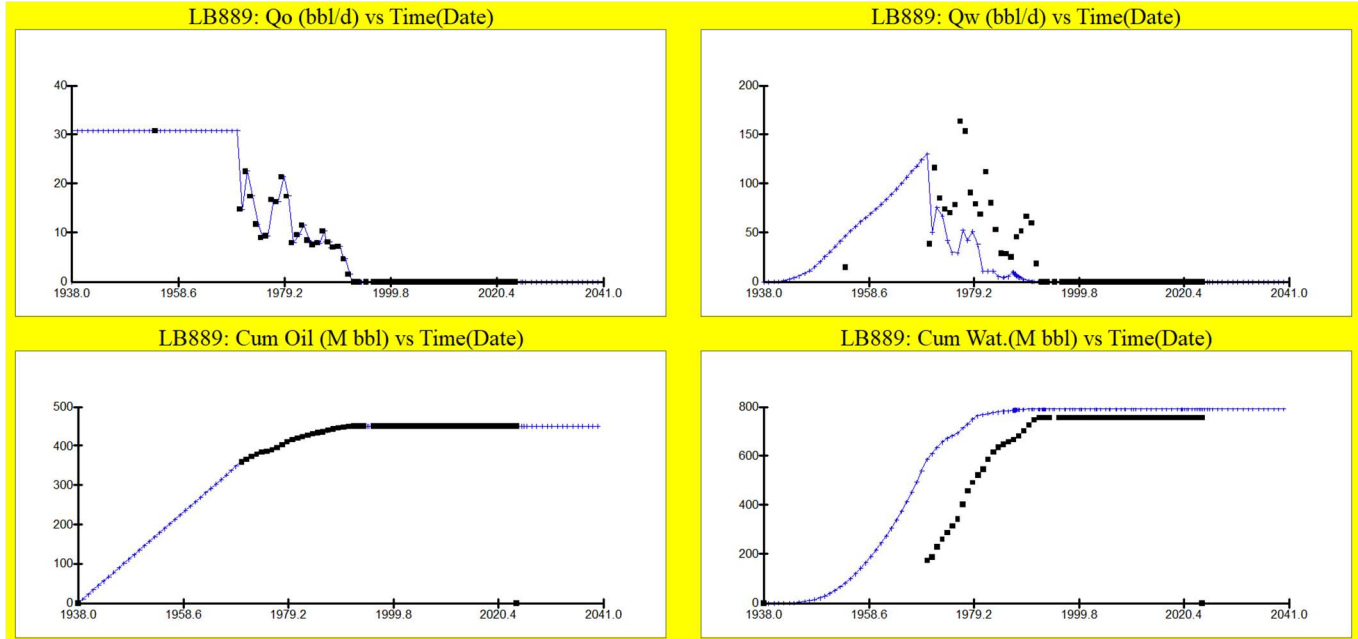 LB889: Qo (bbl/d) vs Time(Date)
40
30
20
10
0
1938.0 1958.6 1979.2 1999.8 2020.4 2041.0
LB889: Qw (bbl/d) vs Time(Date)
200
150
100
50
0
1938.0 1958.6 1979.2 1999.8 2020.4 2041.0
LB889: Cum Oil (M bbl) vs Time(Date)
500
400
300
200
100
0
1938.0 1958.6 1979.2 1999.8 2020.4 2041.0
LB889: Cum Wat.(M bbl) vs Time(Date)
800
600
400
200
0
1938.0 1958.6 1979.2 1999.8 2020.4 2041.0